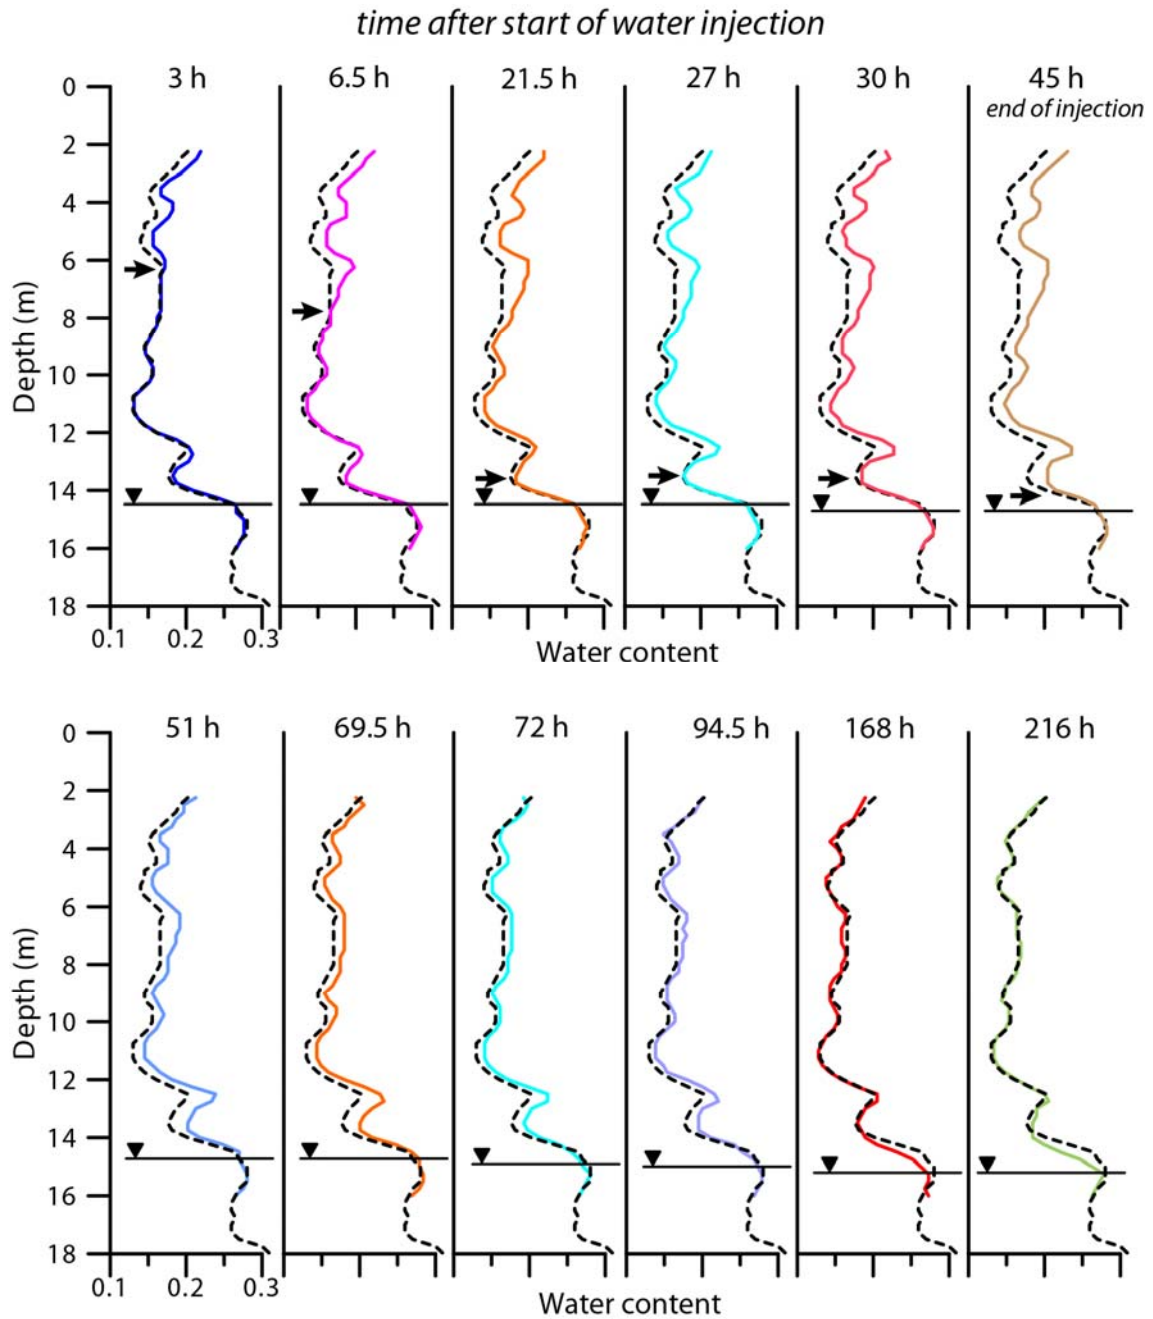 time after start of water injection
3 h 6.5 h 21.5 h 27 h 30 h 45 h
end of injection
0
2
4
6
8
10
12
14
16
18
Depth (m)
0.1 0.2 0.3
Water content
51 h 69.5 h 72 h 94.5 h 168 h 216 h
0
2
4
6
8
10
12
14
16
18
Depth (m)
0.1 0.2 0.3
Water content